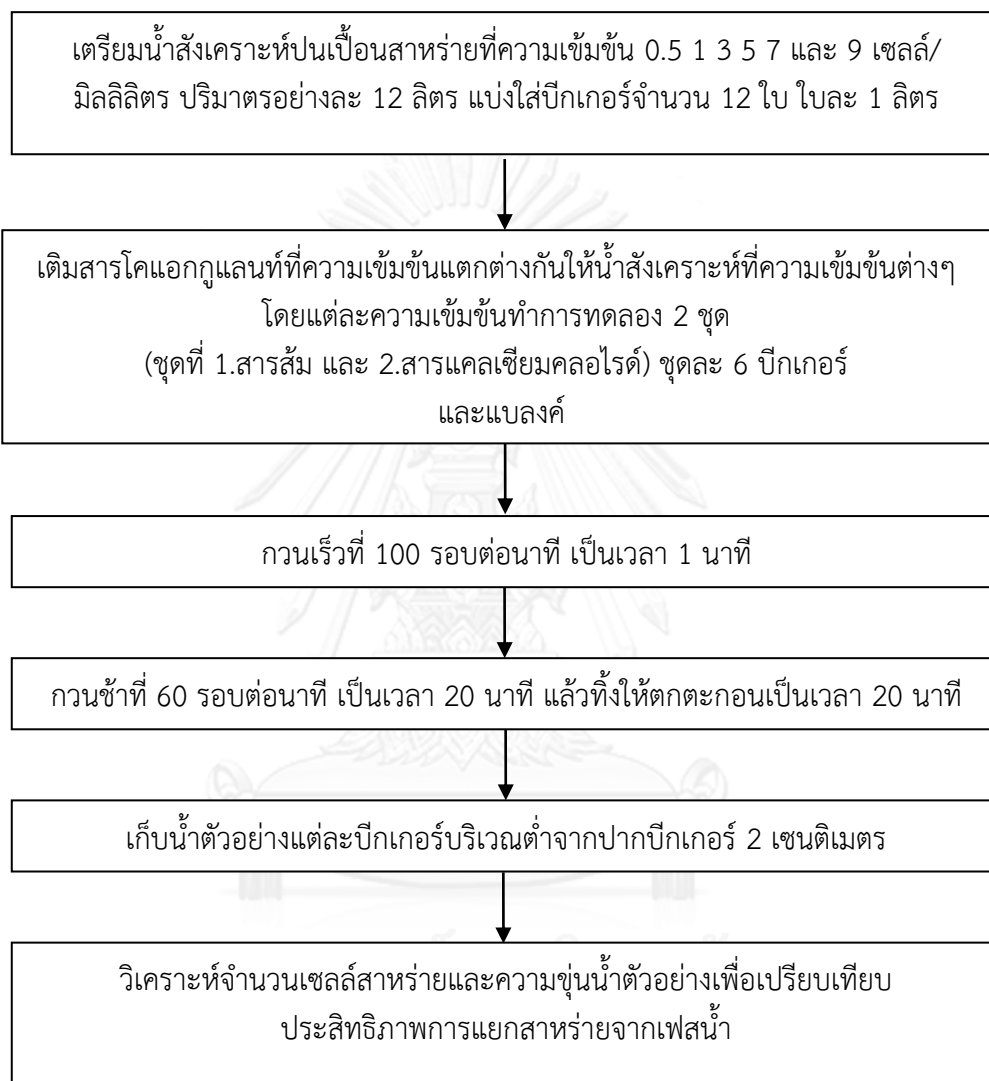 เตรียมน้ำสังเคราะห์ปนเปื้อนสาหร่ายที่ความเข้มข้น 0.5 1 3 5 7 และ 9 เซลล์/
มิลลิลิตร ปริมาตรอย่างละ 12 ลิตร แบ่งใส่บีกเกอร์จำนวน 12 ใบ ใบละ 1 ลิตร
เติมสารโคแอกกูแลนท์ที่ความเข้มข้นแตกต่างกันให้น้ำสังเคราะห์ที่ความเข้มข้นต่างๆ
โดยแต่ละความเข้มข้นทำการทดลอง 2 ชุด
(ชุดที่ 1.สารส้ม และ 2.สารแคลเซียมคลอไรด์) ชุดละ 6 บีกเกอร์
และแบลงค์
กวนเร็วที่ 100 รอบต่อนาที เป็นเวลา 1 นาที
กวนช้าที่ 60 รอบต่อนาที เป็นเวลา 20 นาที แล้วทิ้งให้ตกตะกอนเป็นเวลา 20 นาที
เก็บน้ำตัวอย่างแต่ละบีกเกอร์บริเวณต่ำจากปากบีกเกอร์ 2 เซนติเมตร
วิเคราะห์จำนวนเซลล์สาหร่ายและความขุ่นน้ำตัวอย่างเพื่อเปรียบเทียบ
ประสิทธิภาพการแยกสาหร่ายจากเฟสน้ำ